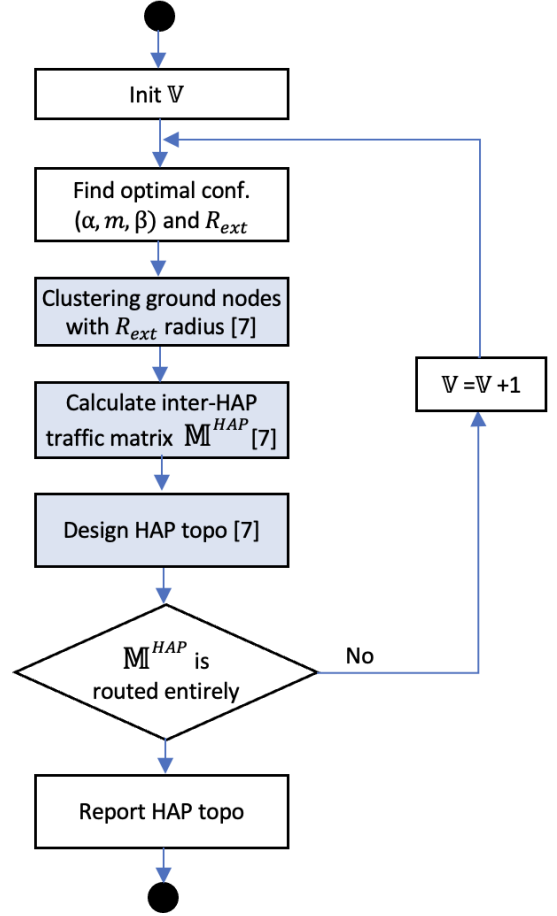 Init 𝕍
Find optimal conf.
(α, m, β) and R_ext
Clustering ground nodes
with R_ext radius [7]
Calculate inter-HAP
traffic matrix 𝕄^HAP [7]
𝕍 =𝕍 +1
Design HAP topo [7]
𝕄^HAP is
routed entirely
No
Report HAP topo